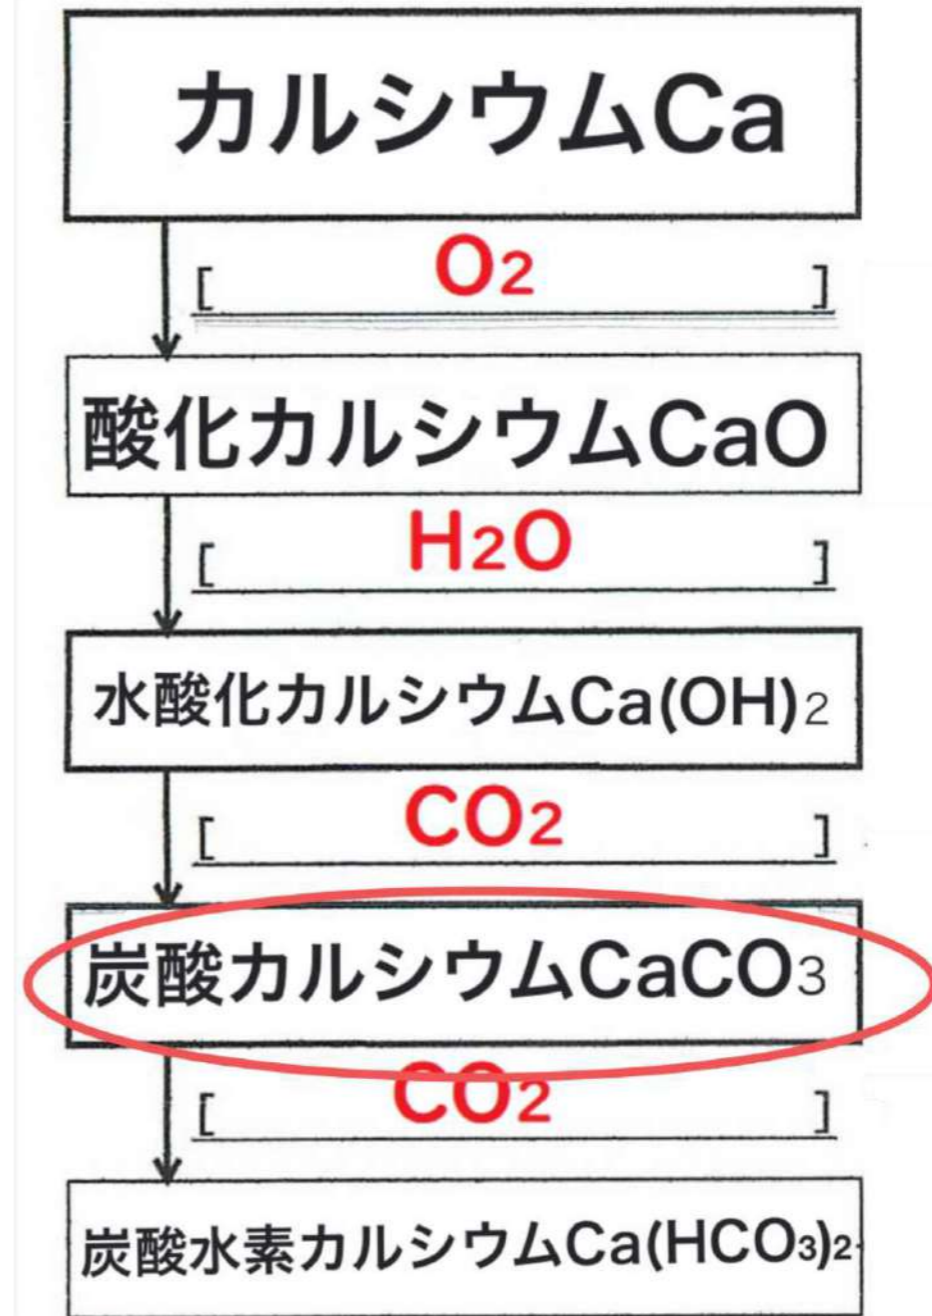 カルシウムCa
[ O2 ]
酸化カルシウムCaO
[ H2O ]
水酸化カルシウムCa(OH)2
[ CO2 ]
炭酸カルシウムCaCO3
[ CO2 ]
炭酸水素カルシウムCa(HCO3)2